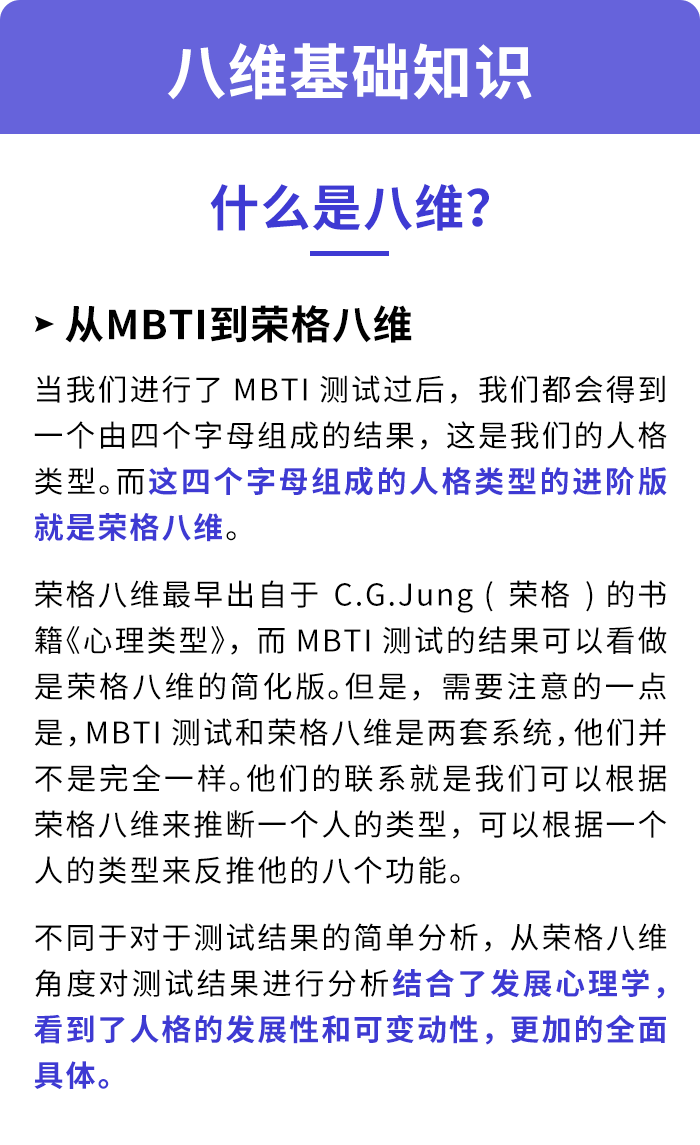 八维基础知识
什么是八维？
➤ 从MBTI到荣格八维
当我们进行了 MBTI 测试过后，我们都会得到
一个由四个字母组成的结果，这是我们的人格
类型。而这四个字母组成的人格类型的进阶版
就是荣格八维。
荣格八维最早出自于 C.G.Jung ( 荣格 ) 的书
籍《心理类型》，而 MBTI 测试的结果可以看做
是荣格八维的简化版。但是，需要注意的一点
是，MBTI 测试和荣格八维是两套系统，他们并
不是完全一样。他们的联系就是我们可以根据
荣格八维来推断一个人的类型，可以根据一个
人的类型来反推他的八个功能。
不同于对于测试结果的简单分析，从荣格八维
角度对测试结果进行分析结合了发展心理学，
看到了人格的发展性和可变动性，更加的全面
具体。